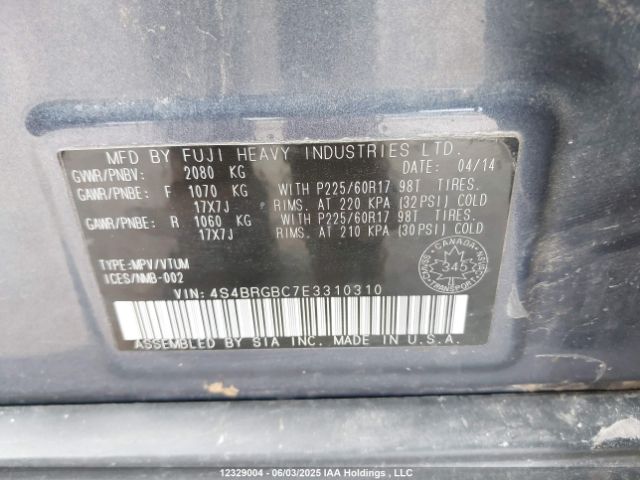 MFD BY FUJI HEAVY INDUSTRIES LTD.
GVWR/PNBV: 2080 KG DATE: 04/14
GAWR/PNBE: F 1070 KG WITH P225/60R17 98T TIRES.
17X7J RIMS. AT 220 KPA (32PSI) COLD
GAWR/PNBE: R 1060 KG WITH P225/60R17 98T TIRES.
17X7J RIMS. AT 210 KPA (30PSI) COLD
TYPE:MPV/VTUM
ICES/NMB-002
CANADA
345
VIN: 4S4BRGBC7E3310310
ASSEMBLED BY SIA INC. MADE IN U.S.A.
12329004 - 06/03/2025 IAA Holdings, LLC